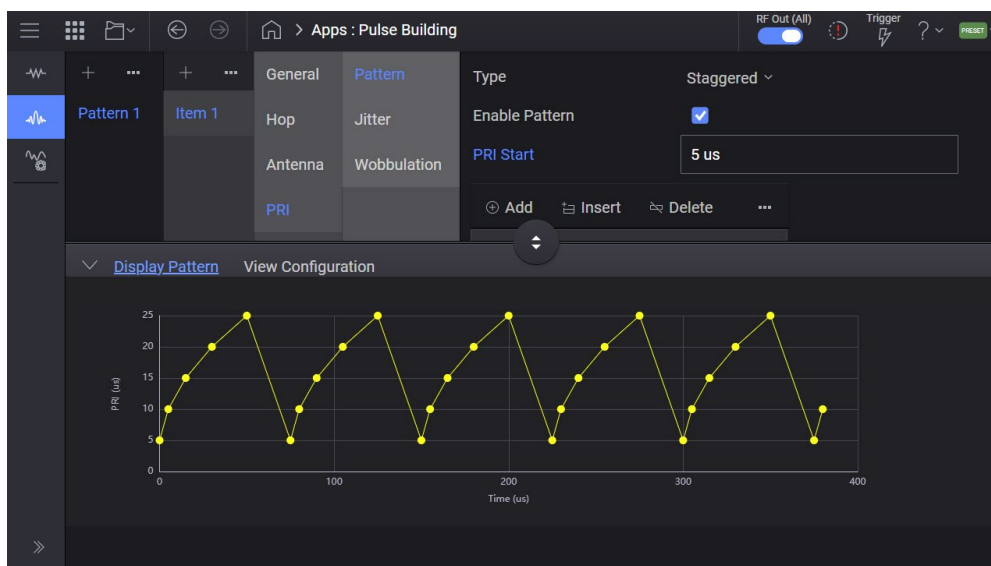 Apps : Pulse Building
RF Out (All)
Trigger
?
PRESET
+ ... + ...
Pattern 1
Item 1
General
Hop
Antenna
PRI
Pattern
Jitter
Wobbulation
Type Staggered
Enable Pattern
PRI Start 5 us
Add Insert Delete ...
Display Pattern View Configuration
PRI (us)
25
20
15
10
5
0
0 100 200 300 400
Time (us)